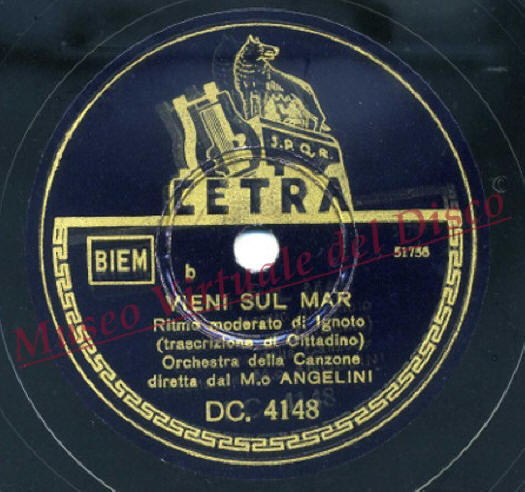 J.P.Q.R.
CETRA
BIEM
b
51756
VIENI SUL MAR
Ritmo moderato di Ignoto
(trascrizione di Cittadino)
Orchestra della Canzone
diretta dal M.o ANGELINI
DC. 4148
Museo Virtuale del Disco ©